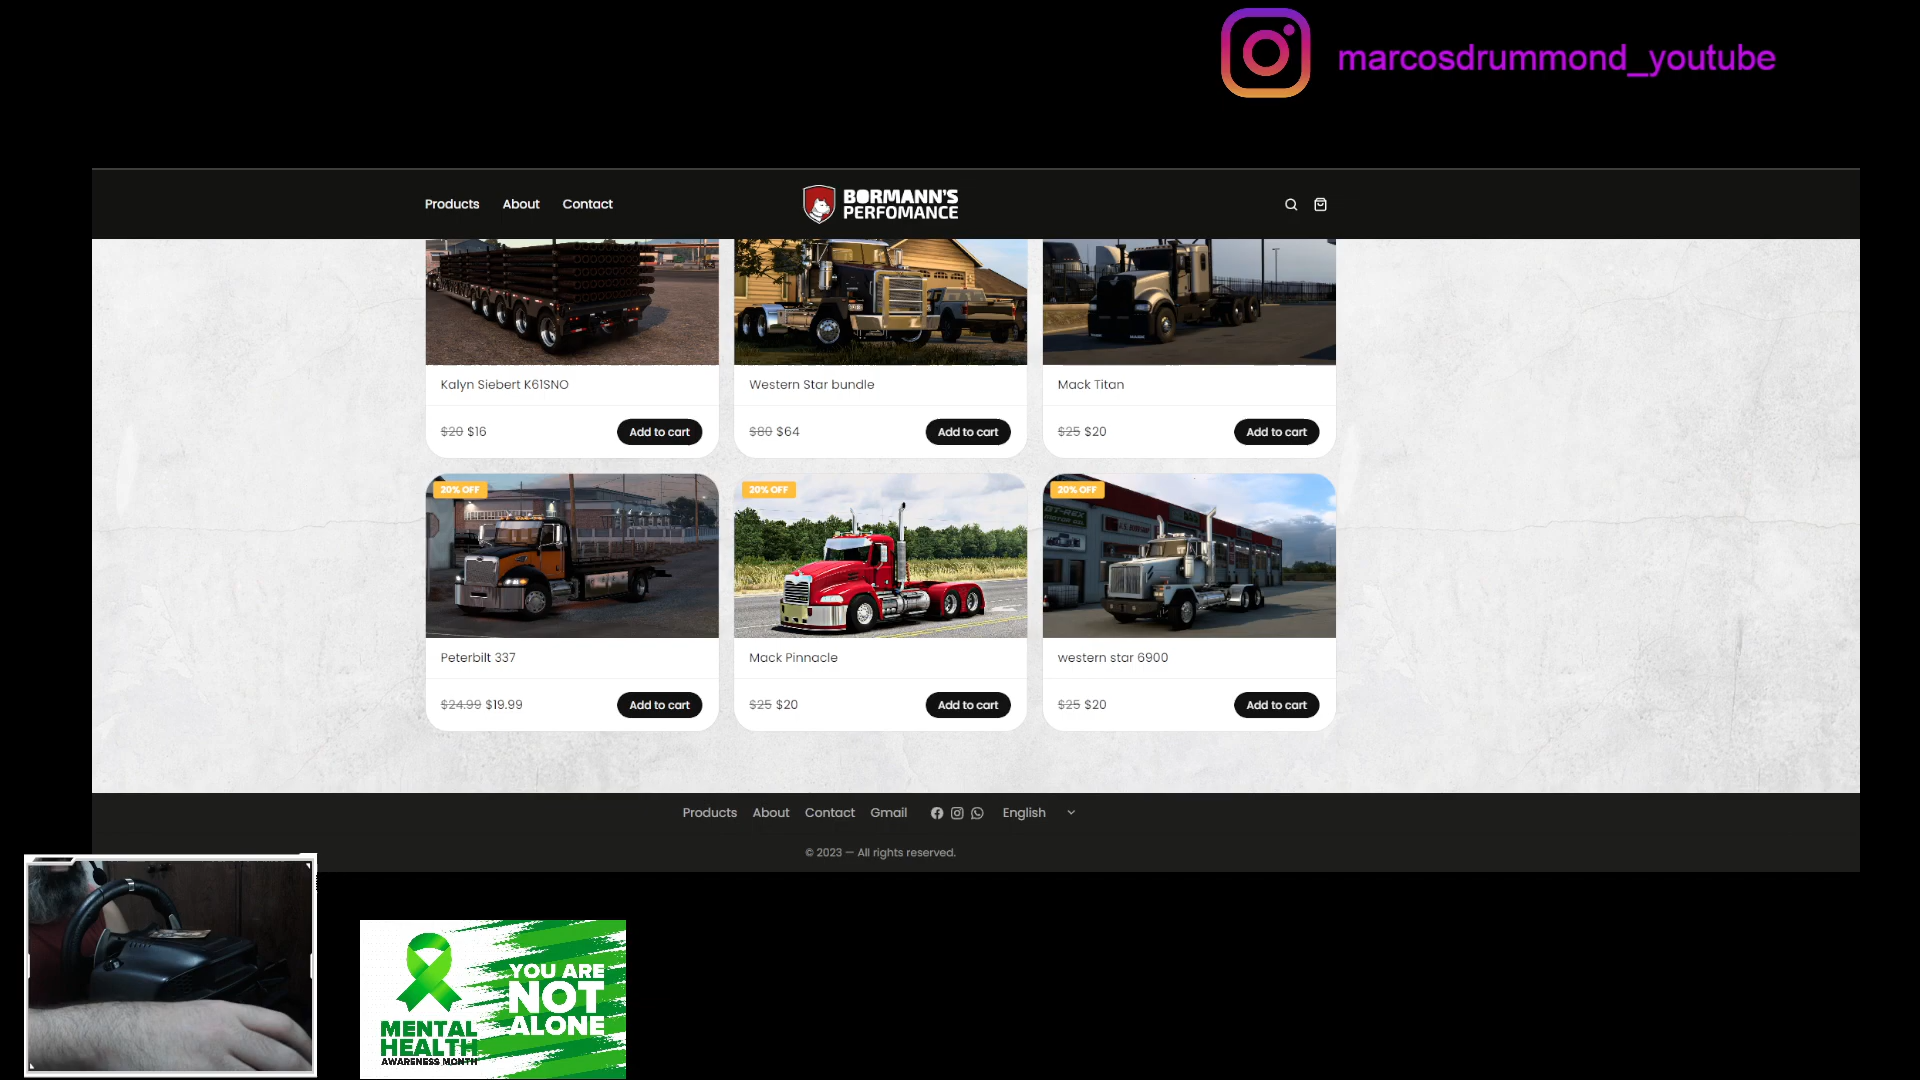 marcosdrummond_youtube
Products About Contact
BORMANN'S
PERFOMANCE
Kalyn Siebert K61SNO
Western Star bundle
Mack Titan
$20 $16 Add to cart
$80 $64 Add to cart
$25 $20 Add to cart
20% OFF
20% OFF
20% OFF
Peterbilt 337
Mack Pinnacle
western star 6900
$24.99 $19.99 Add to cart
$25 $20 Add to cart
$25 $20 Add to cart
Products About Contact Gmail English
© 2023 — All rights reserved.
YOU ARE
NOT
ALONE
MENTAL
HEALTH
AWARENESS MONTH